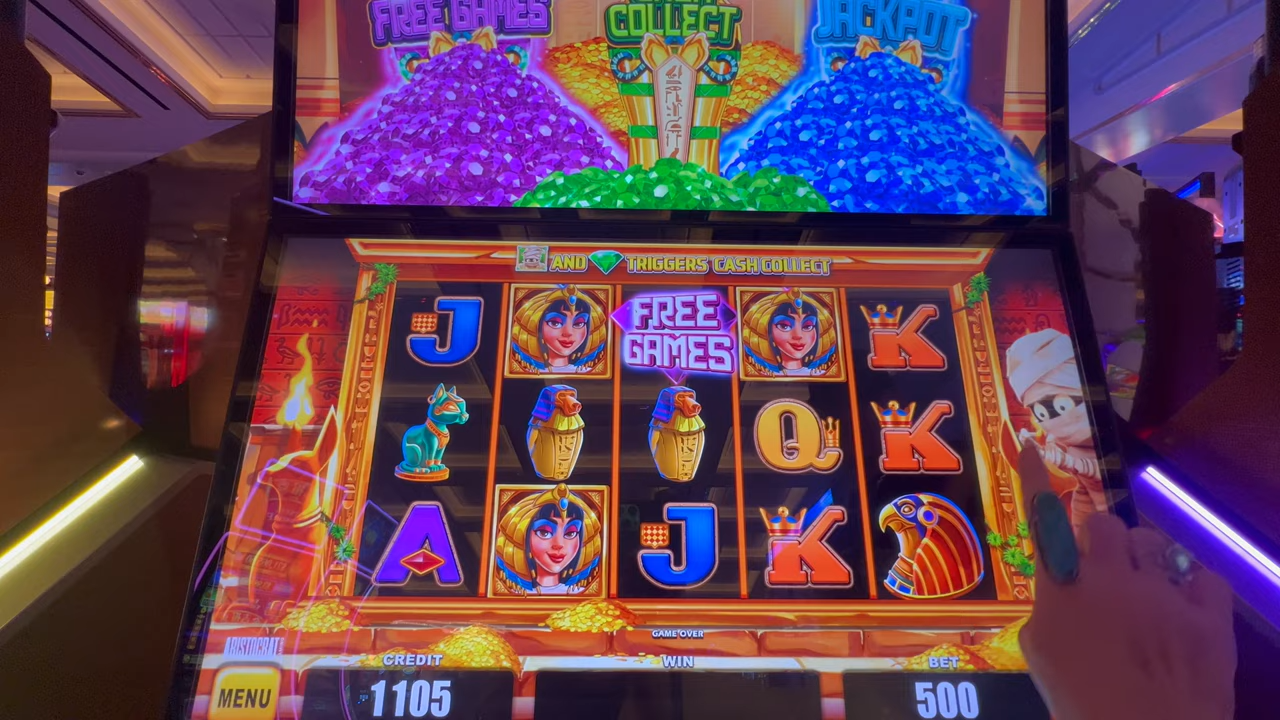 FREE GAMES
COLLECT
JACKPOT
AND TRIGGERS CASH COLLECT
J
FREE GAMES
K
Q
K
A
J
K
GAME OVER
ARISTOCRAT
CREDIT
WIN
BET
MENU
1105
500